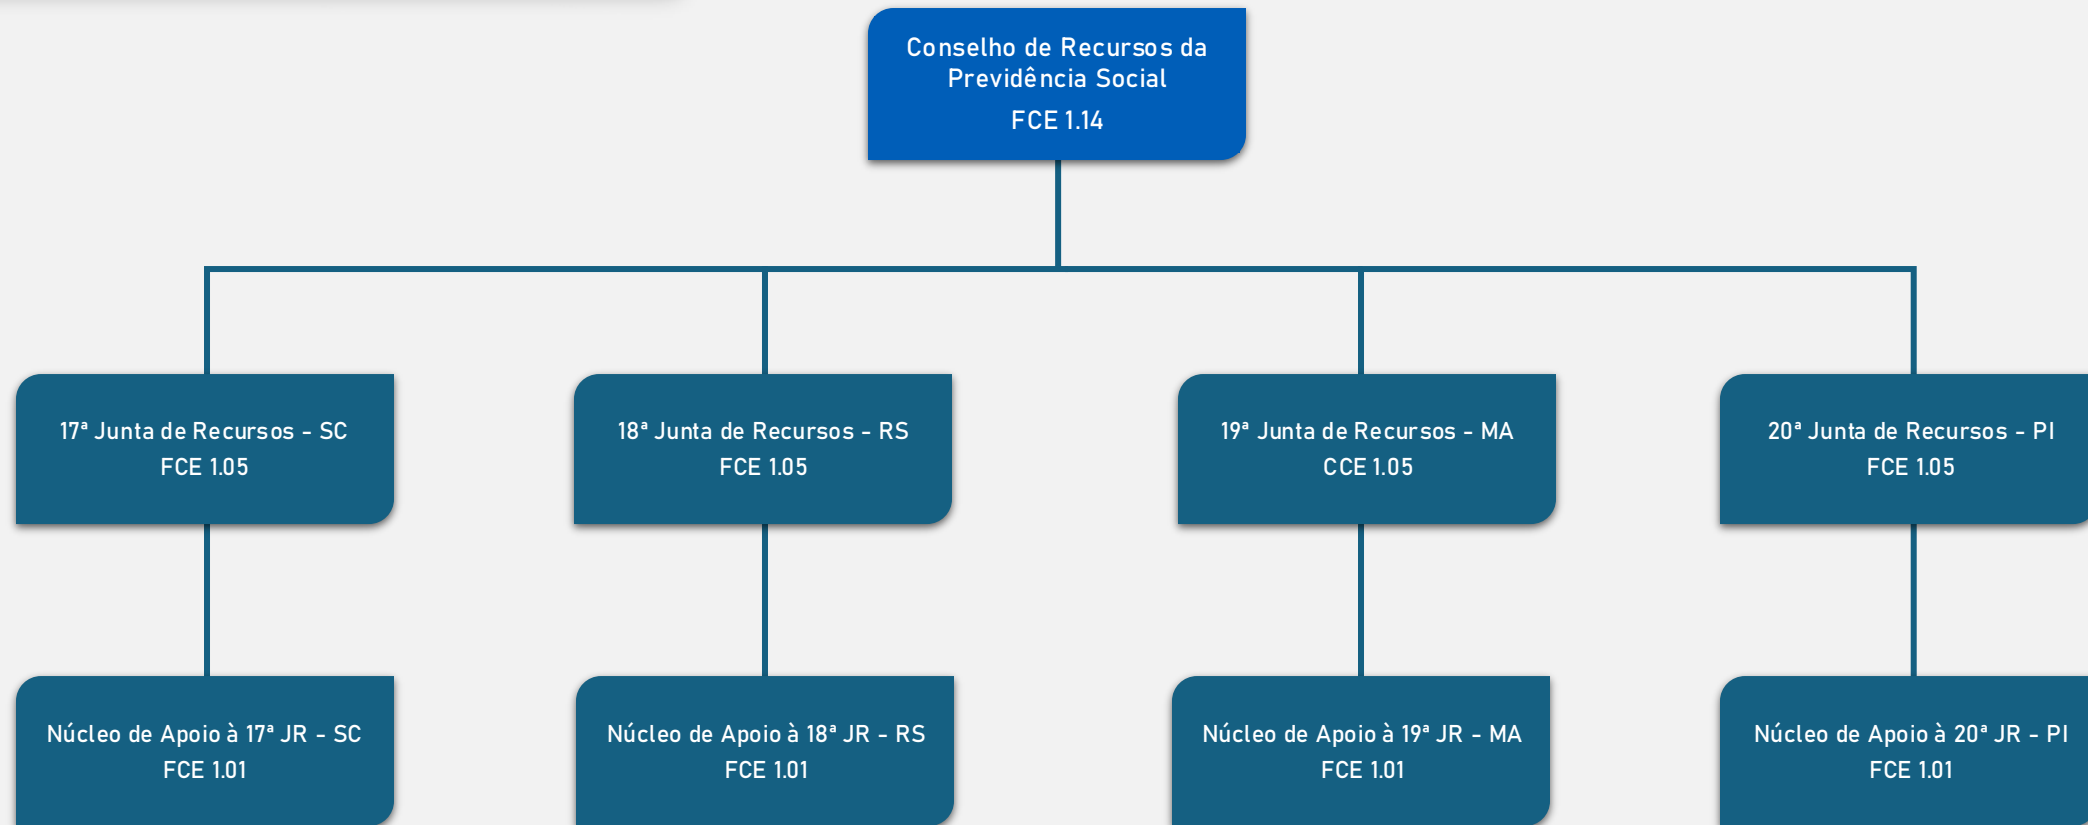 Conselho de Recursos da
Previdência Social
FCE 1.14
17ª Junta de Recursos - SC
FCE 1.05
18ª Junta de Recursos - RS
FCE 1.05
19ª Junta de Recursos - MA
CCE 1.05
20ª Junta de Recursos - PI
FCE 1.05
Núcleo de Apoio à 17ª JR - SC
FCE 1.01
Núcleo de Apoio à 18ª JR - RS
FCE 1.01
Núcleo de Apoio à 19ª JR - MA
FCE 1.01
Núcleo de Apoio à 20ª JR - PI
FCE 1.01